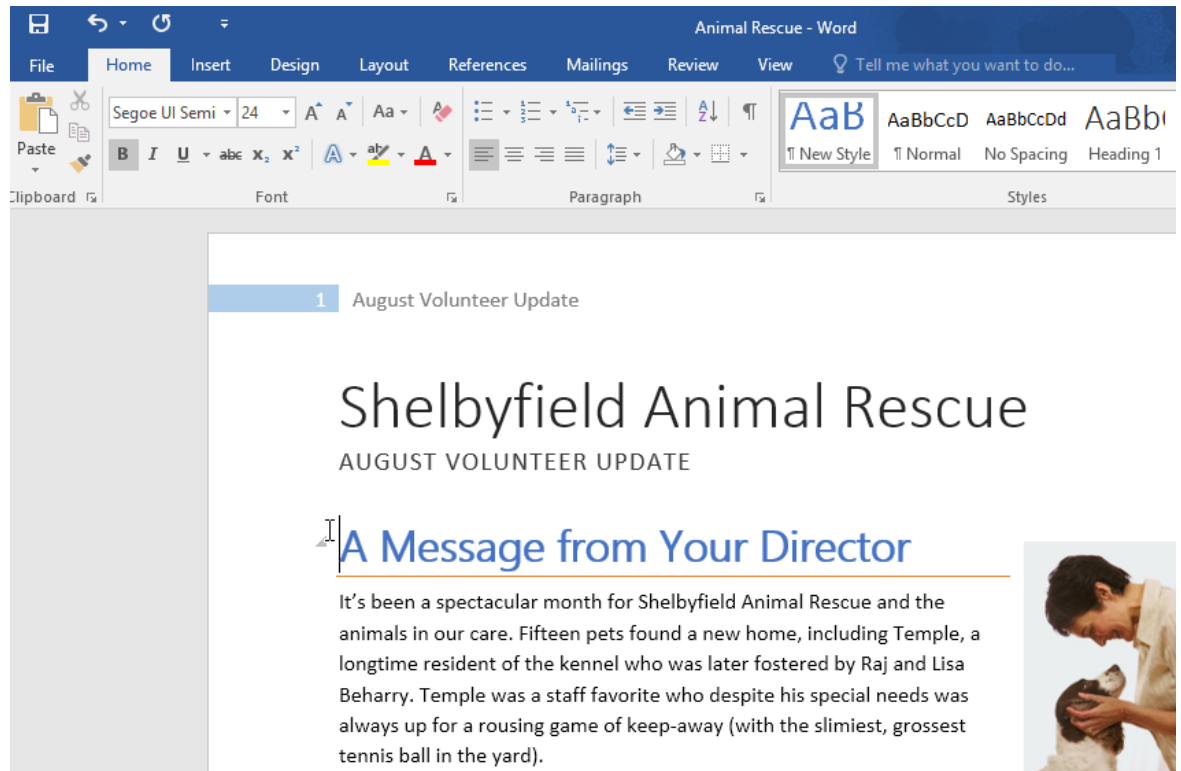 Animal Rescue - Word
File Home Insert Design Layout References Mailings Review View Tell me what you want to do...
Segoe UI Semi 24 Aa
AaB AaBbCcD AaBbCcDd AaBb(
Paste B I U abc x₂ x² A aby A ¶ New Style ¶ Normal No Spacing Heading 1
Clipboard Font Paragraph Styles
1 August Volunteer Update
Shelbyfield Animal Rescue
AUGUST VOLUNTEER UPDATE
A Message from Your Director
It’s been a spectacular month for Shelbyfield Animal Rescue and the
animals in our care. Fifteen pets found a new home, including Temple, a
longtime resident of the kennel who was later fostered by Raj and Lisa
Beharry. Temple was a staff favorite who despite his special needs was
always up for a rousing game of keep-away (with the slimiest, grossest
tennis ball in the yard).